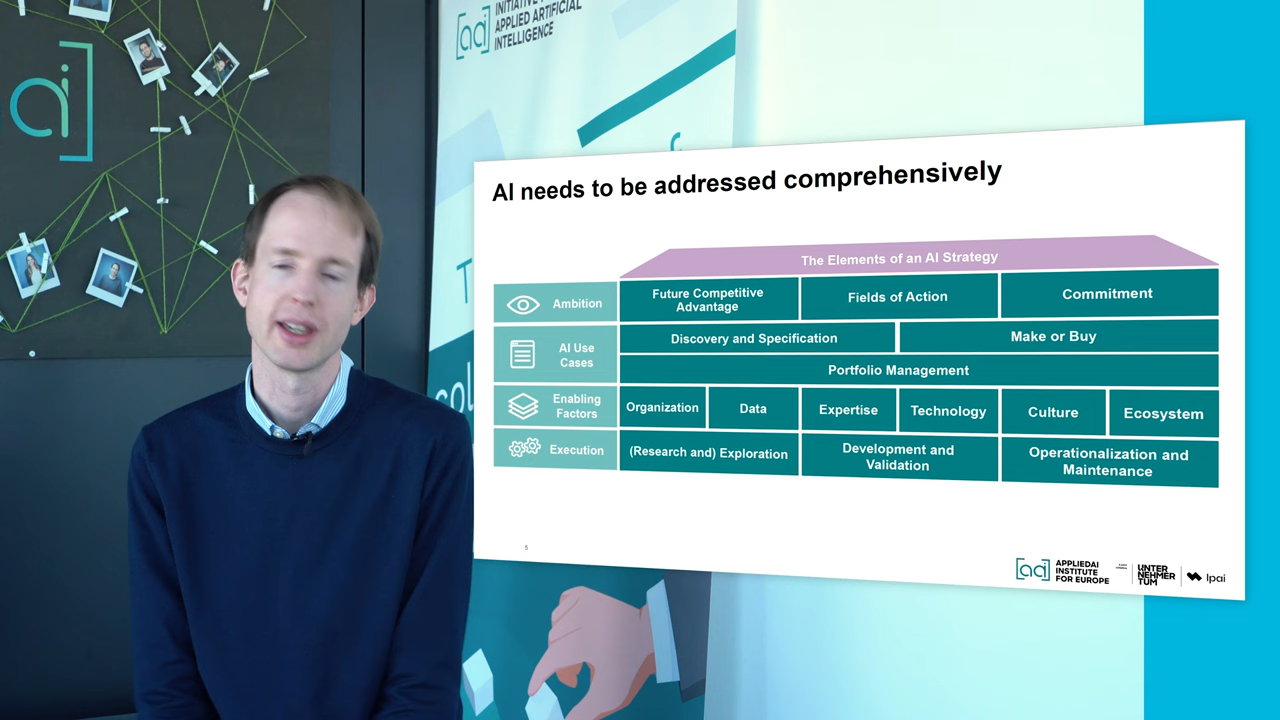 [aı]
INITIATIVE
APPLIED ARTIFICIAL
INTELLIGENCE
AI needs to be addressed comprehensively
The Elements of an AI Strategy
Ambition
Future Competitive
Advantage
Fields of Action
Commitment
AI Use
Cases
Discovery and Specification
Make or Buy
Portfolio Management
Enabling
Factors
Organization
Data
Expertise
Technology
Culture
Ecosystem
Execution
(Research and) Exploration
Development and
Validation
Operationalization and
Maintenance
5
[aı]
APPLIEDAI
INSTITUTE
FOR EUROPE
UNTER
NEHMER
TUM
Ipai